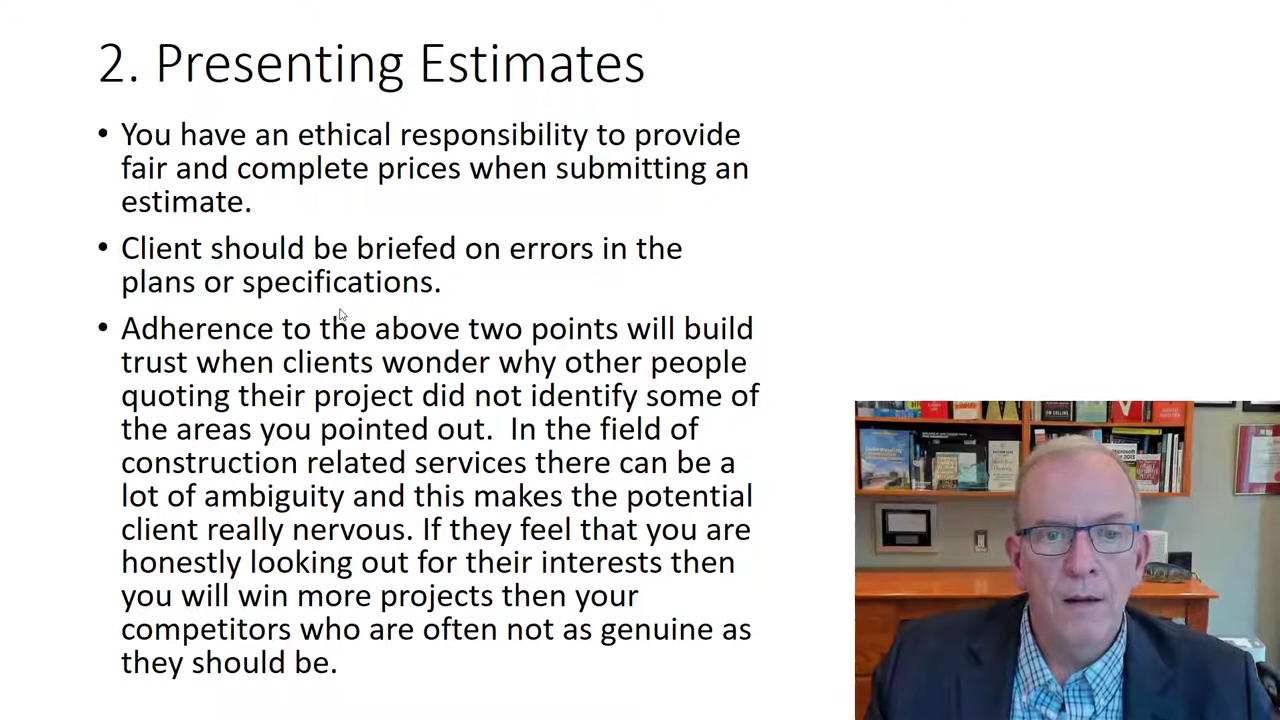 2. Presenting Estimates
• You have an ethical responsibility to provide
fair and complete prices when submitting an
estimate.
• Client should be briefed on errors in the
plans or specifications.
• Adherence to the above two points will build
trust when clients wonder why other people
quoting their project did not identify some of
the areas you pointed out.  In the field of
construction related services there can be a
lot of ambiguity and this makes the potential
client really nervous. If they feel that you are
honestly looking out for their interests then
you will win more projects then your
competitors who are often not as genuine as
they should be.
JIM COLLINS
Microsoft